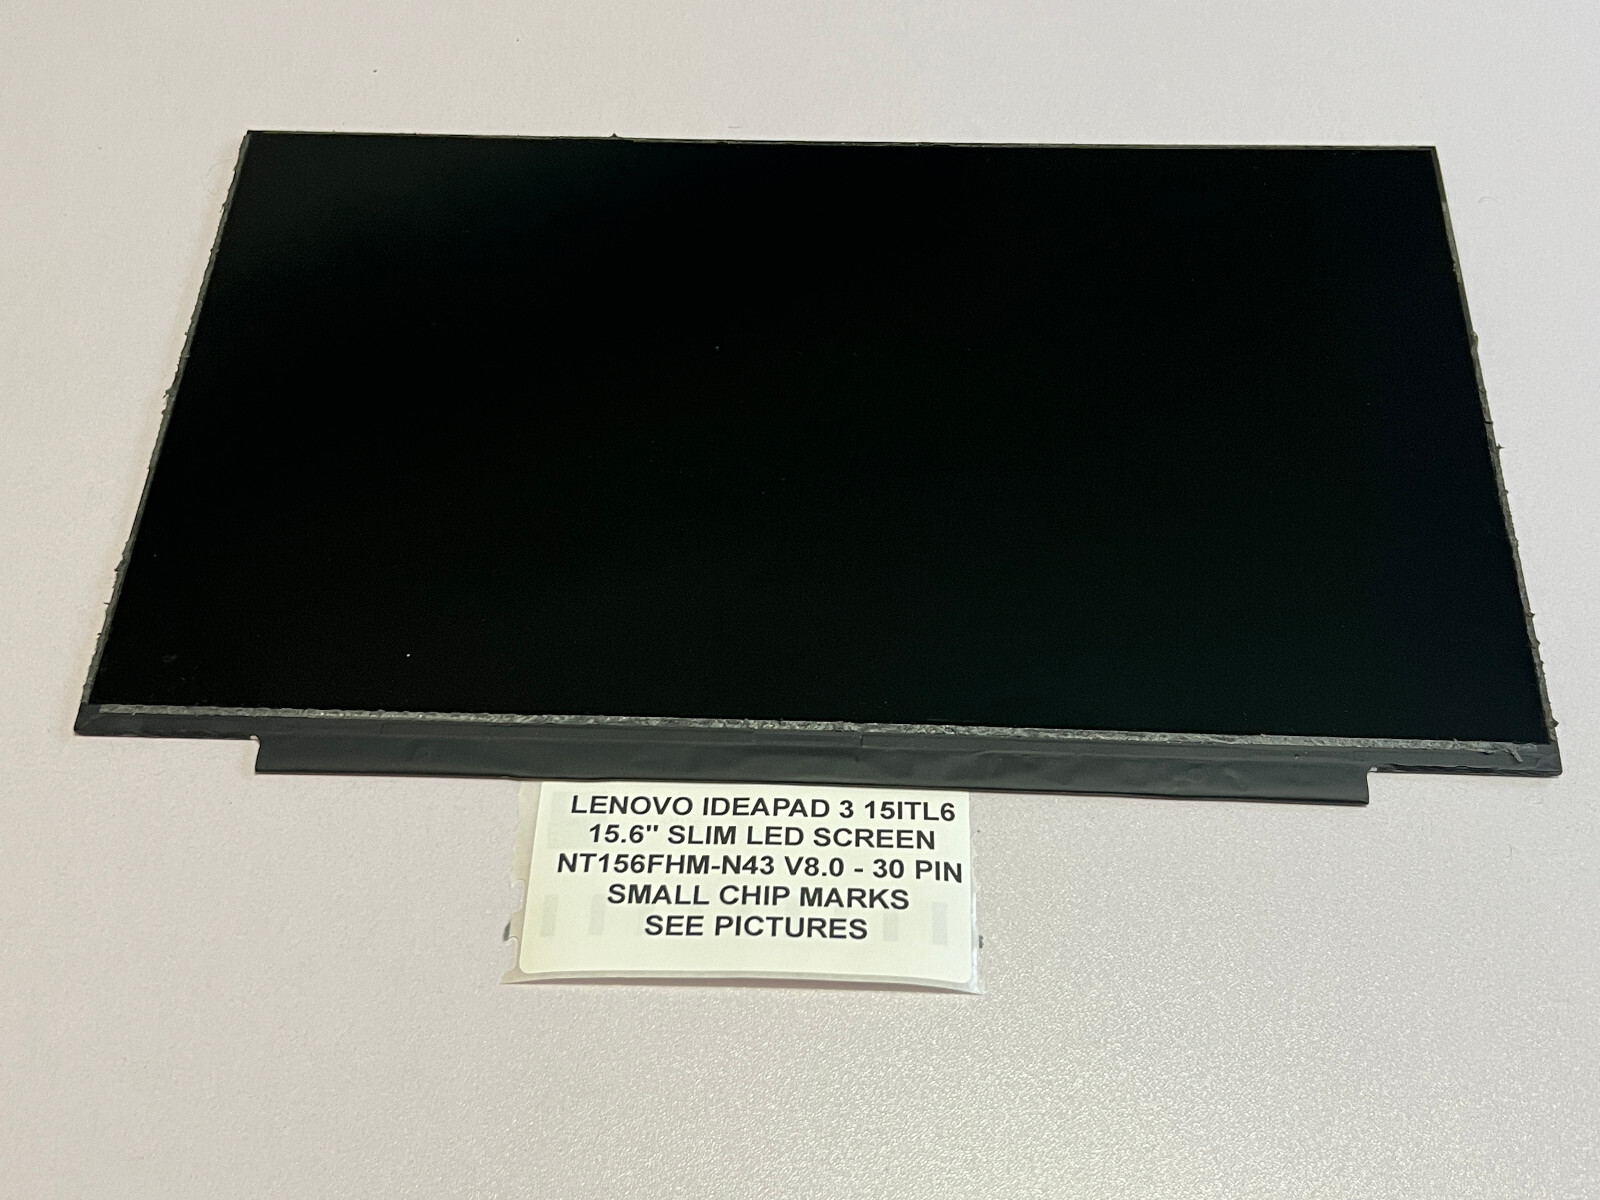 LENOVO IDEAPAD 3 15ITL6
15.6" SLIM LED SCREEN
NT156FHM-N43 V8.0 - 30 PIN
SMALL CHIP MARKS
SEE PICTURES